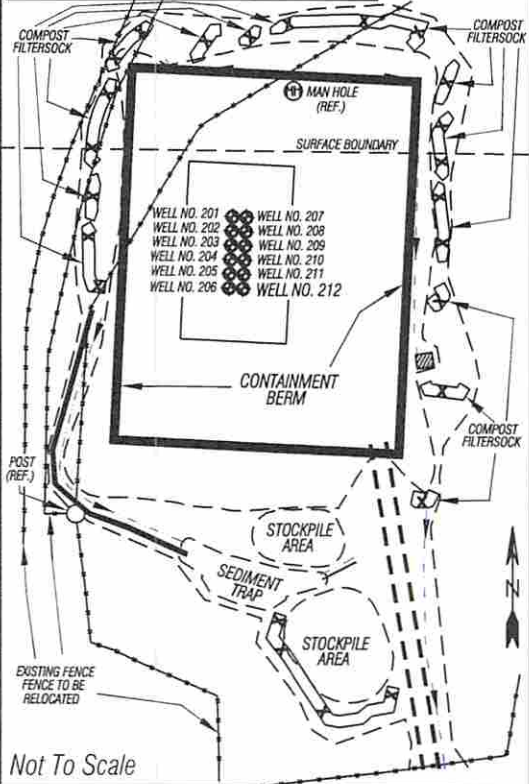 COMPOST
FILTERSOCK
COMPOST
FILTERSOCK
MAN HOLE
(REF.)
SURFACE BOUNDARY
WELL NO. 201
WELL NO. 202
WELL NO. 203
WELL NO. 204
WELL NO. 205
WELL NO. 206
WELL NO. 207
WELL NO. 208
WELL NO. 209
WELL NO. 210
WELL NO. 211
WELL NO. 212
CONTAINMENT
BERM
COMPOST
FILTERSOCK
POST
(REF.)
STOCKPILE
AREA
SEDIMENT
TRAP
STOCKPILE
AREA
N
EXISTING FENCE
FENCE TO BE
RELOCATED
Not To Scale